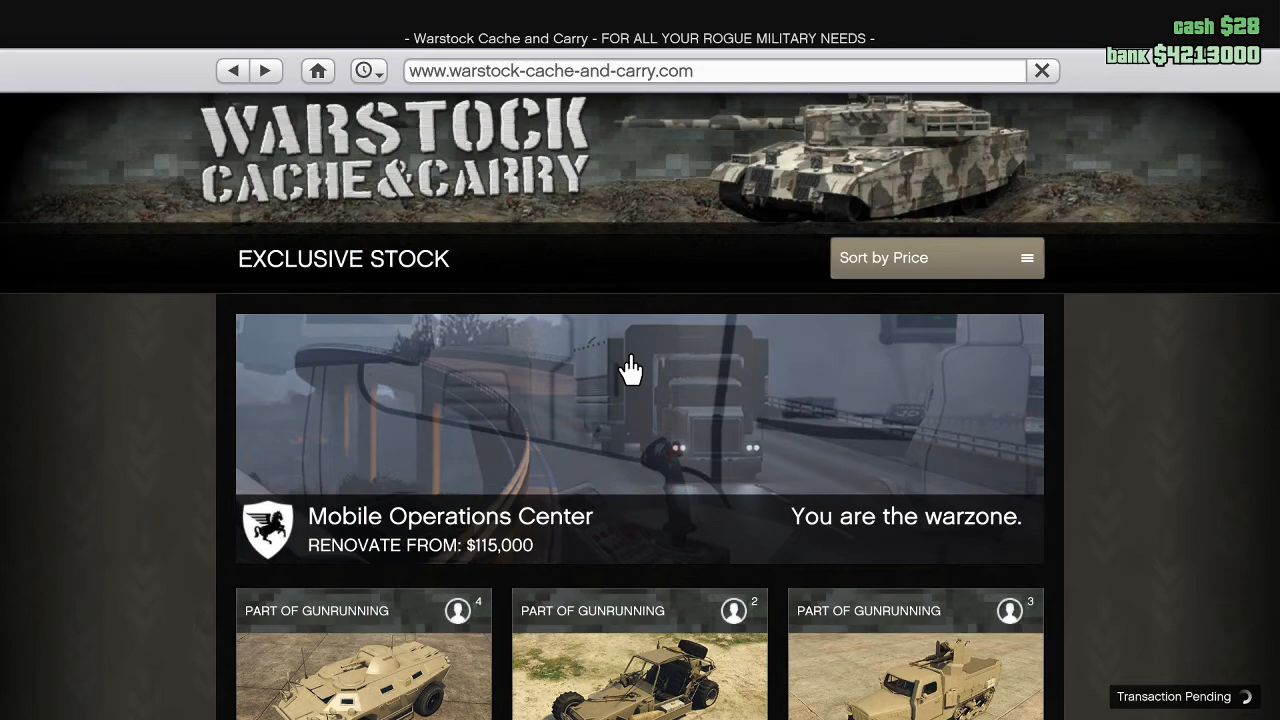 cash $28
- Warstock Cache and Carry - FOR ALL YOUR ROGUE MILITARY NEEDS -
bank $4213000
www.warstock-cache-and-carry.com
WARSTOCK
CACHE&CARRY
EXCLUSIVE STOCK
Sort by Price
Mobile Operations Center
You are the warzone.
RENOVATE FROM: $115,000
PART OF GUNRUNNING 4
PART OF GUNRUNNING 2
PART OF GUNRUNNING 3
Transaction Pending